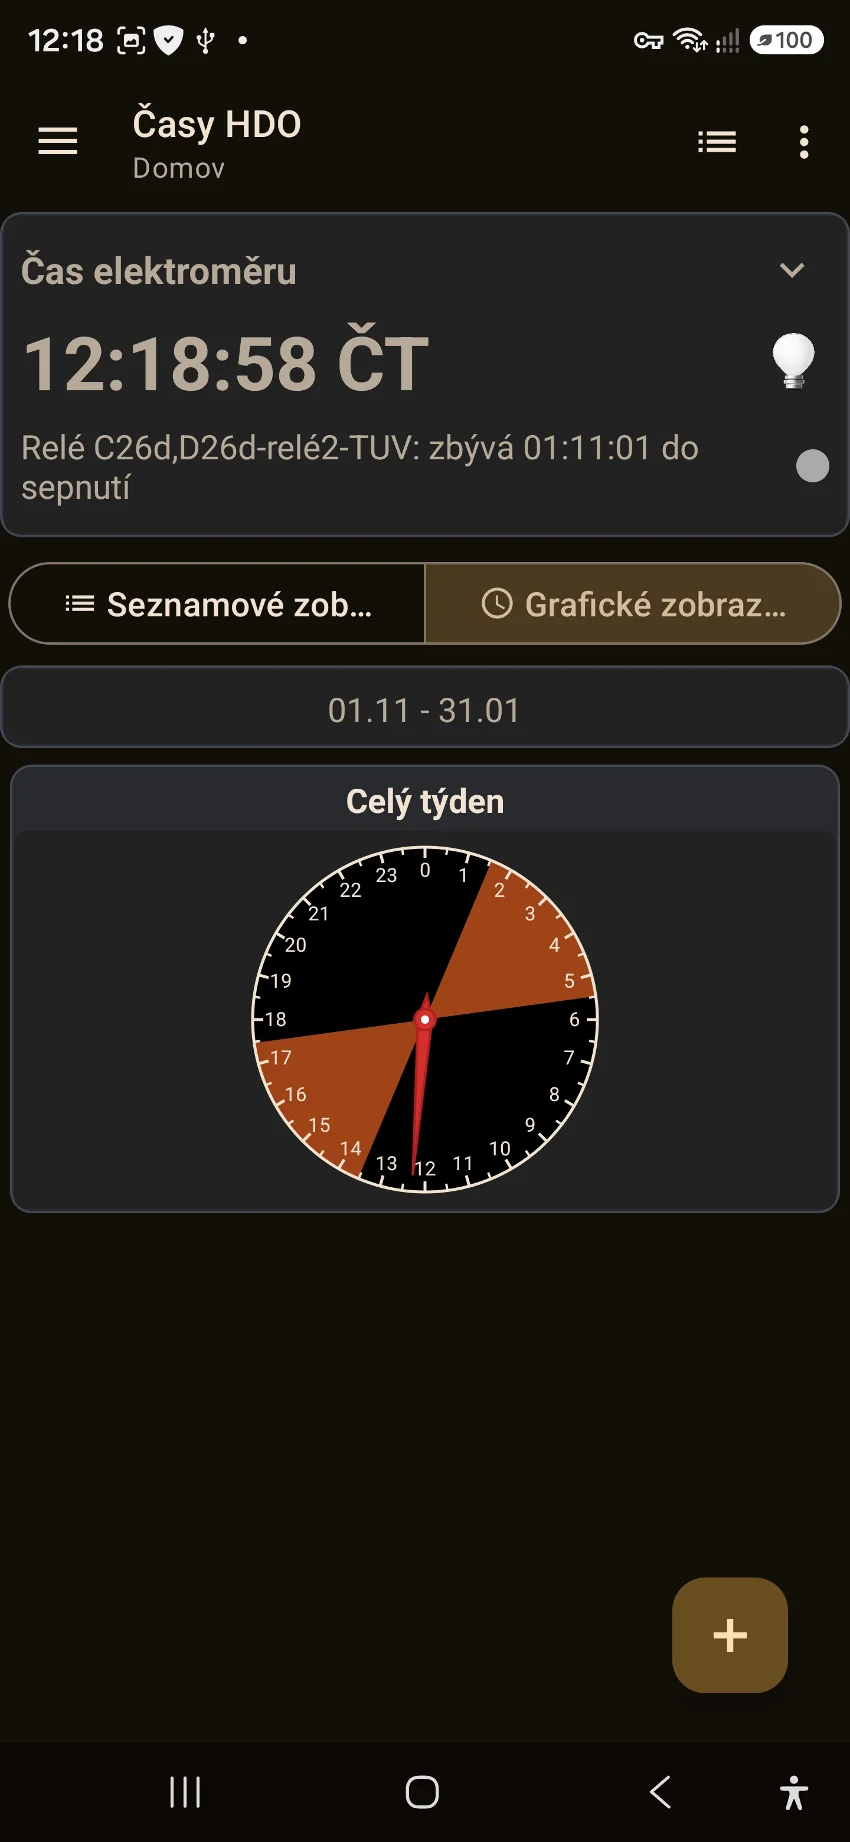 12:18
100
Časy HDO
Domov
Čas elektroměru
12:18:58 ČT
Relé C26d,D26d-relé2-TUV: zbývá 01:11:01 do
sepnutí
Seznamové zob...
Grafické zobraz...
01.11 - 31.01
Celý týden
0
1
2
3
4
5
6
7
8
9
10
11
12
13
14
15
16
17
18
19
20
21
22
23